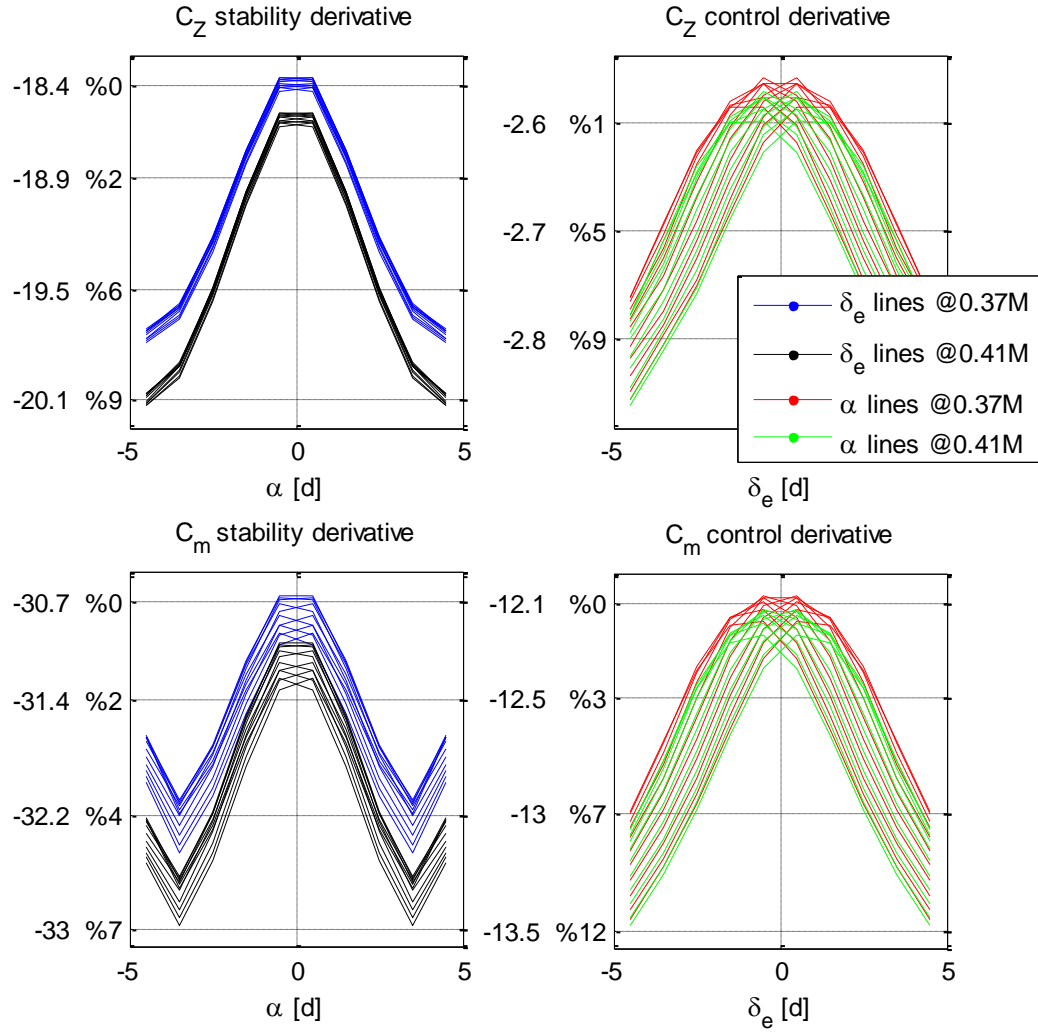 C_Z stability derivative
-18.4 %0
-18.9 %2
-19.5 %6
-20.1 %9
-5 0 5
α [d]
C_Z control derivative
-2.6 %1
-2.7 %5
-2.8 %9
-5 0 5
δ_e [d]
δ_e lines @0.37M
δ_e lines @0.41M
α lines @0.37M
α lines @0.41M
C_m stability derivative
-30.7 %0
-31.4 %2
-32.2 %4
-33 %7
-5 0 5
α [d]
C_m control derivative
-12.1 %0
-12.5 %3
-13 %7
-13.5 %12
-5 0 5
δ_e [d]